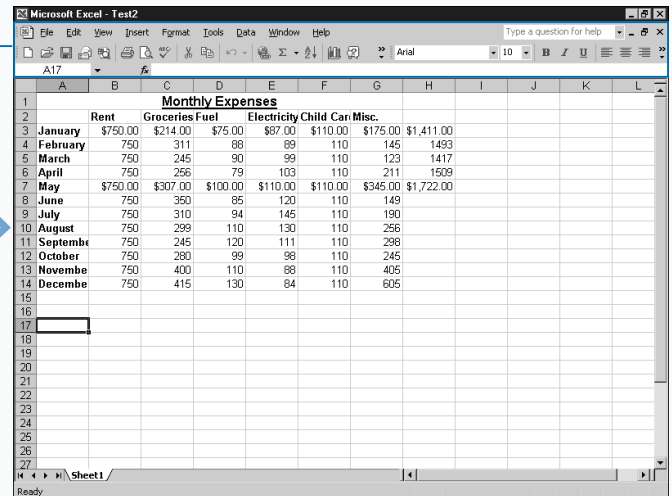 Microsoft Excel - Test2
File Edit View Insert Format Tools Data Window Help Type a question for help
Arial 10 B I U
A17 fx
A B C D E F G H I J K L
1 Monthly Expenses
2 Rent Groceries Fuel Electricity Child Car Misc.
3 January $750.00 $214.00 $75.00 $87.00 $110.00 $175.00 $1,411.00
4 February 750 311 88 89 110 145 1493
5 March 750 245 90 99 110 123 1417
6 April 750 256 79 103 110 211 1509
7 May $750.00 $307.00 $100.00 $110.00 $110.00 $345.00 $1,722.00
8 June 750 350 85 120 110 149
9 July 750 310 94 145 110 190
10 August 750 299 110 130 110 256
11 Septembe 750 245 120 111 110 298
12 October 750 280 99 98 110 245
13 Novembe 750 400 110 88 110 405
14 Decembe 750 415 130 84 110 605
15
16
17
18
19
20
21
22
23
24
25
26
27
Sheet1
Ready